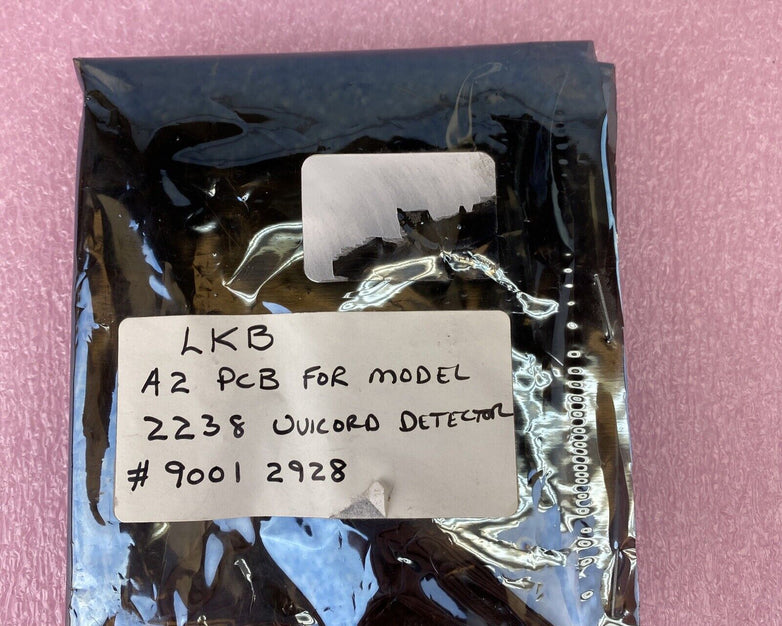 LKB
A2 PCB FOR MODEL
2238 UVICORD DETECTOR
# 9001 2928